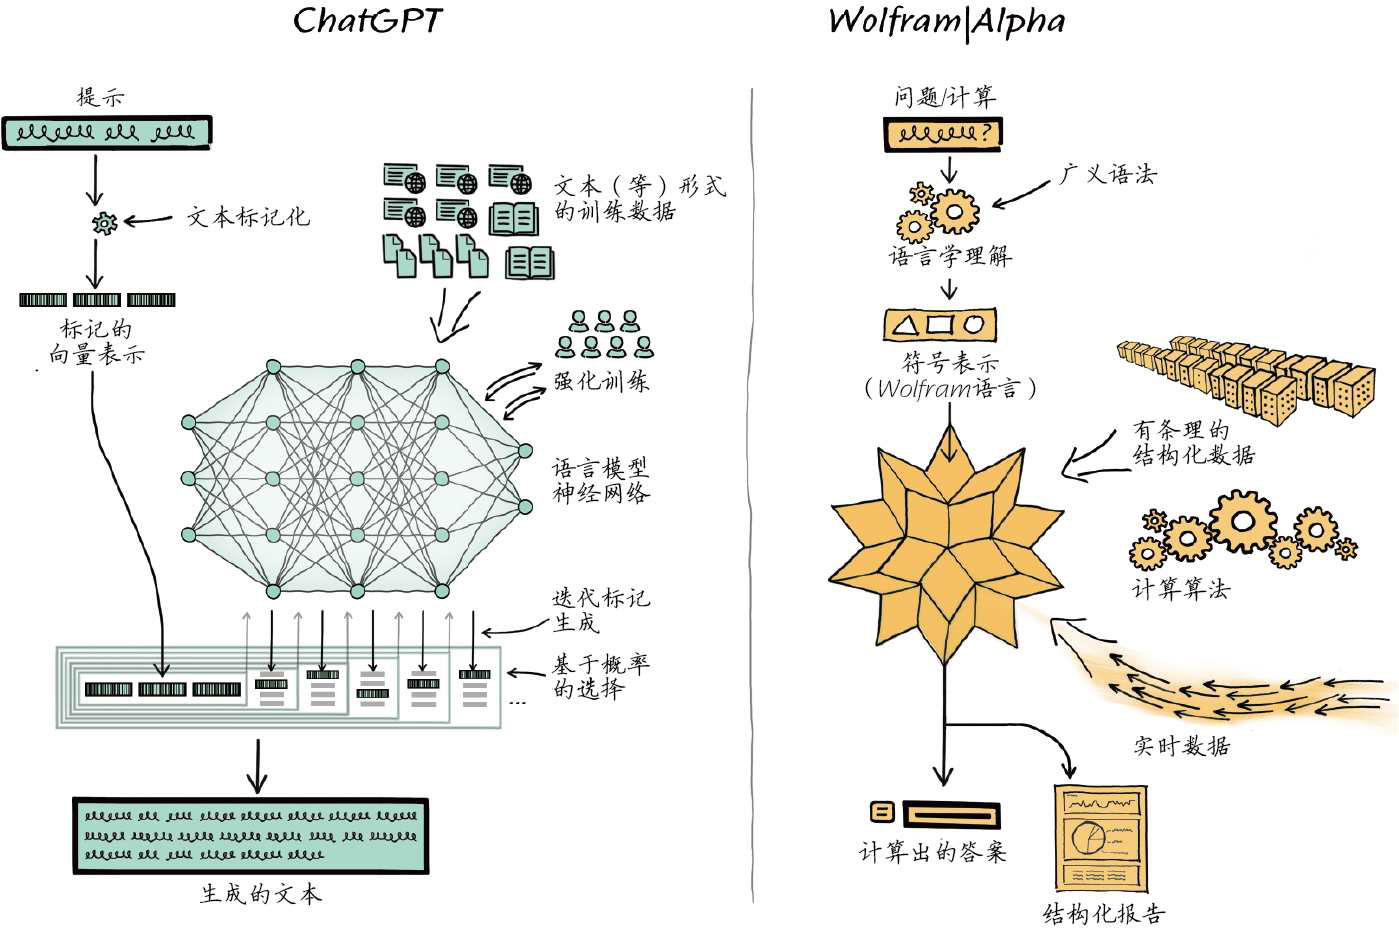 ChatGPT
提示
文本标记化
标记的
向量表示
文本（等）形式
的训练数据
强化训练
语言模型
神经网络
迭代标记
生成
基于概率
的选择
...
生成的文本
Wolfram|Alpha
问题/计算
?
广义语法
语言学理解
符号表示
（Wolfram语言）
有条理的
结构化数据
计算算法
实时数据
=
计算出的答案
结构化报告